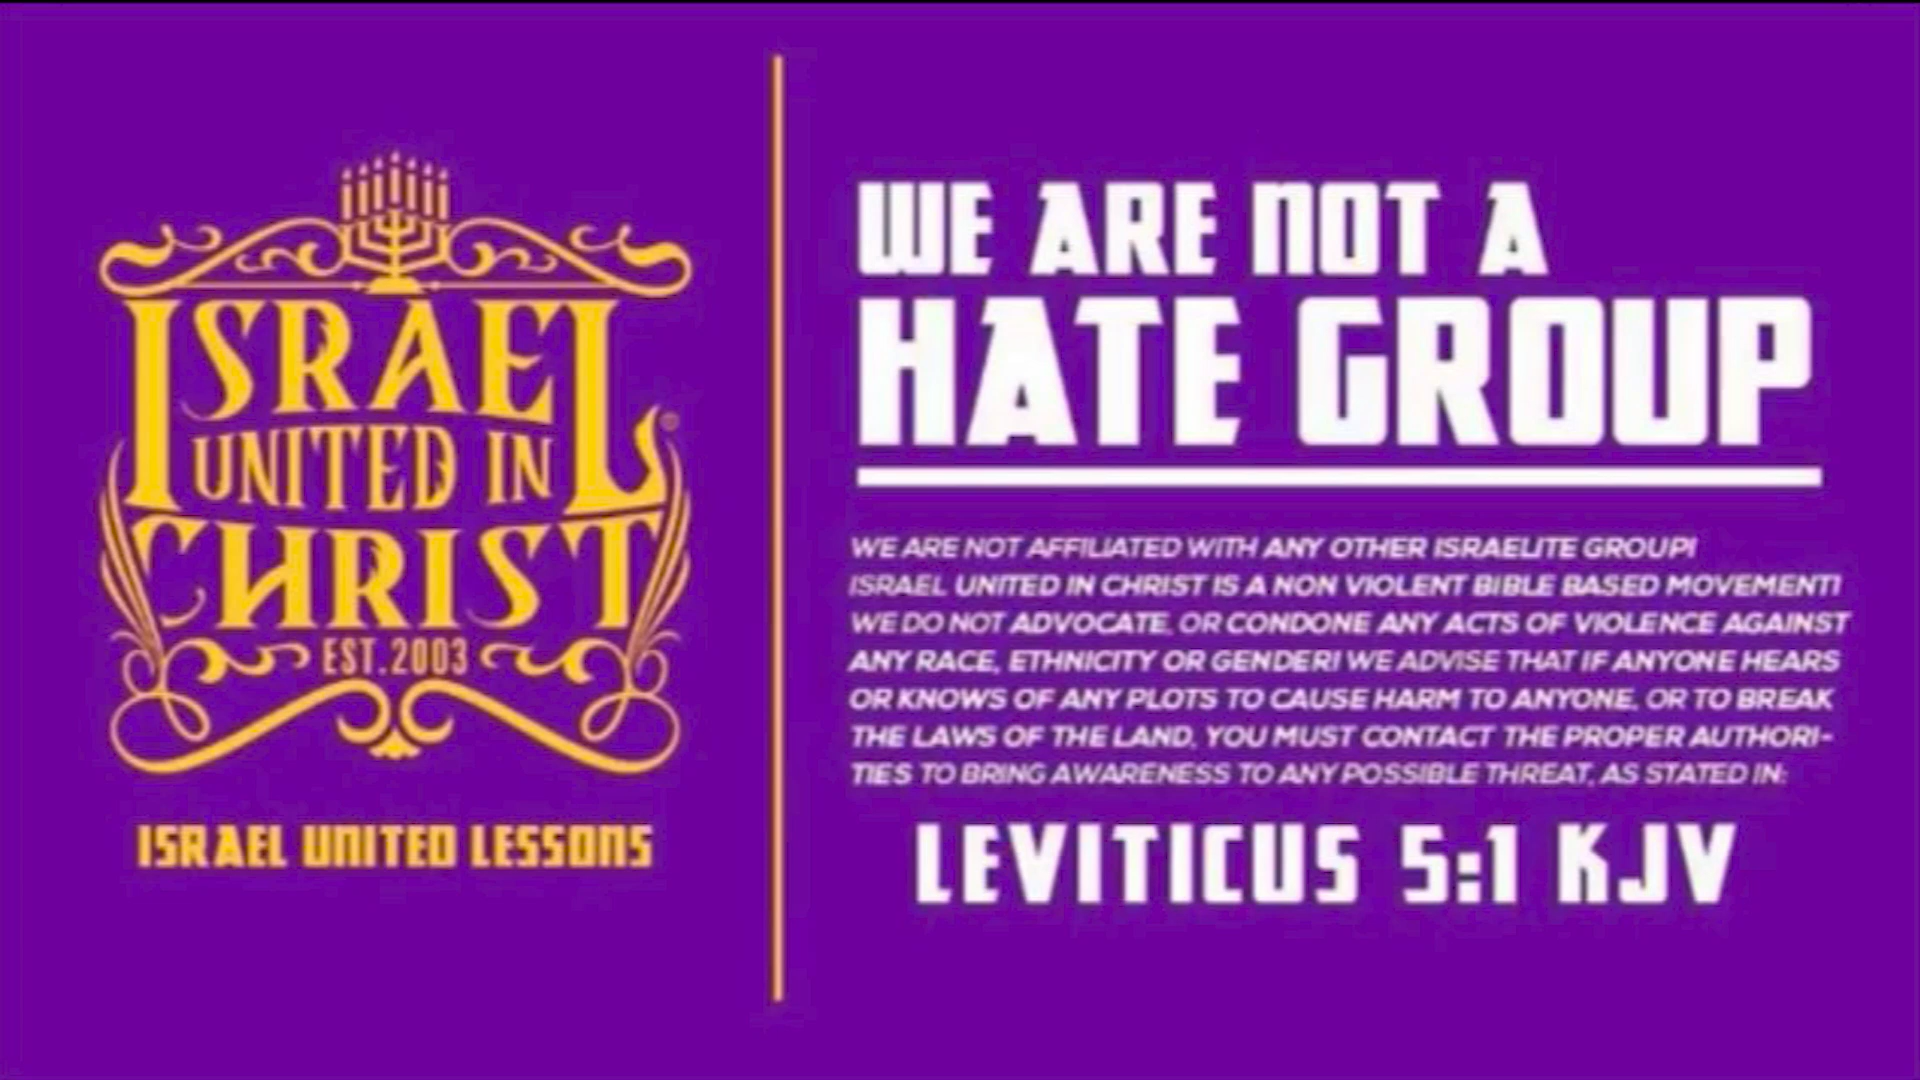 ISRAEL
UNITED IN
CHRIST
EST.2003
ISRAEL UNITED LESSONS
WE ARE NOT A
HATE GROUP
WE ARE NOT AFFILIATED WITH ANY OTHER ISRAELITE GROUP!
ISRAEL UNITED IN CHRIST IS A NON VIOLENT BIBLE BASED MOVEMENT!
WE DO NOT ADVOCATE, OR CONDONE ANY ACTS OF VIOLENCE AGAINST
ANY RACE, ETHNICITY OR GENDER! WE ADVISE THAT IF ANYONE HEARS
OR KNOWS OF ANY PLOTS TO CAUSE HARM TO ANYONE, OR TO BREAK
THE LAWS OF THE LAND, YOU MUST CONTACT THE PROPER AUTHORI-
TIES TO BRING AWARENESS TO ANY POSSIBLE THREAT, AS STATED IN:
LEVITICUS 5:1 KJV